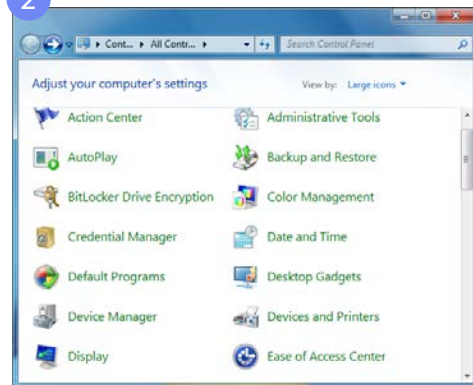 2
Cont... All Contr... Search Control Panel
Adjust your computer's settings View by: Large icons
Action Center Administrative Tools
AutoPlay Backup and Restore
BitLocker Drive Encryption Color Management
Credential Manager Date and Time
Default Programs Desktop Gadgets
Device Manager Devices and Printers
Display Ease of Access Center